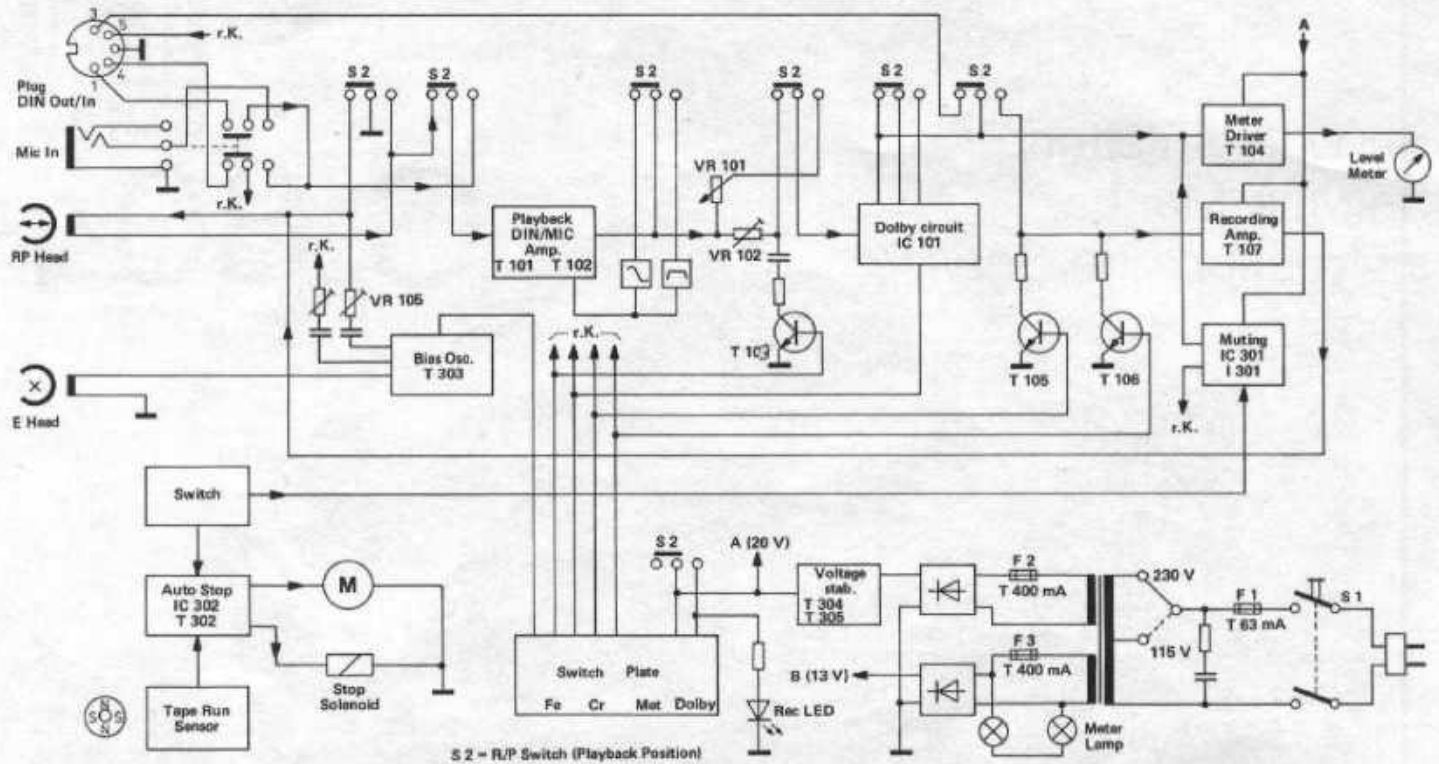 3
5
r.K.
4
1
Plug
DIN Out/In
Mic In
r.K.
RP Head
E Head
S 2
S 2
S 2
S 2
S 2
S 2
A
VR 101
VR 102
r.K.
VR 105
Playback
DIN/MIC
Amp.
T 101 T 102
Dolby circuit
IC 101
Meter
Driver
T 104
Level
Meter
Recording
Amp.
T 107
Bias Osc.
T 303
r.K.
T 105
T 106
Muting
IC 301
I 301
r.K.
Switch
Auto Stop
IC 302
T 302
M
Stop
Solenoid
Tape Run
Sensor
S
N
S
N
S 2
A (20 V)
Voltage
stab.
T 304
T 305
F 2
T 400 mA
F 3
T 400 mA
B (13 V)
230 V
115 V
F 1
T 63 mA
S 1
Switch Plate
Fe Cr Met Dolby
Rec LED
Meter
Lamp
S 2 = R/P Switch (Playback Position)